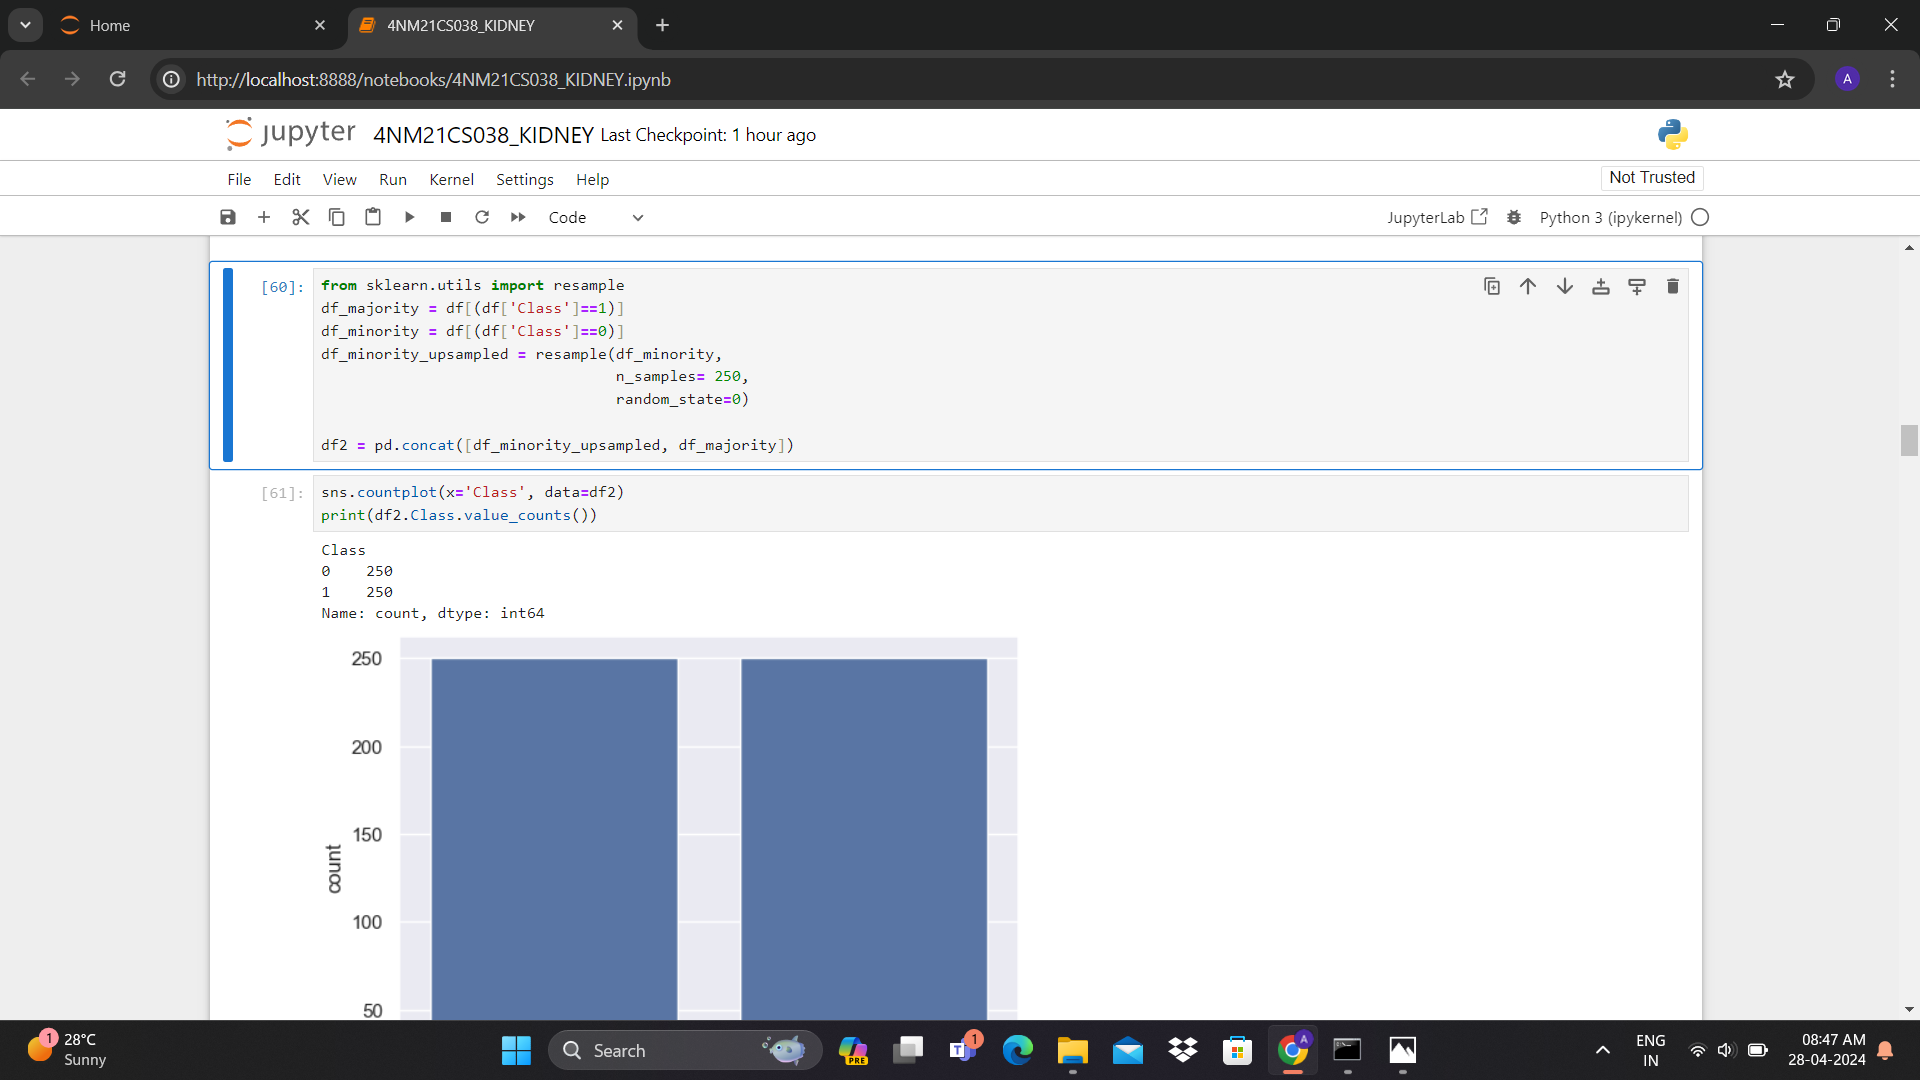 Home
4NM21CS038_KIDNEY
http://localhost:8888/notebooks/4NM21CS038_KIDNEY.ipynb
A
jupyter 4NM21CS038_KIDNEY Last Checkpoint: 1 hour ago
File Edit View Run Kernel Settings Help
Not Trusted
Code
JupyterLab
Python 3 (ipykernel)
[60]:
from sklearn.utils import resample
df_majority = df[(df['Class']==1)]
df_minority = df[(df['Class']==0)]
df_minority_upsampled = resample(df_minority,
n_samples= 250,
random_state=0)
df2 = pd.concat([df_minority_upsampled, df_majority])
[61]:
sns.countplot(x='Class', data=df2)
print(df2.Class.value_counts())
Class
0    250
1    250
Name: count, dtype: int64
250
200
150
100
50
count
1
28°C
Sunny
Search
PRE
T
1
A
ENG
IN
08:47 AM
28-04-2024